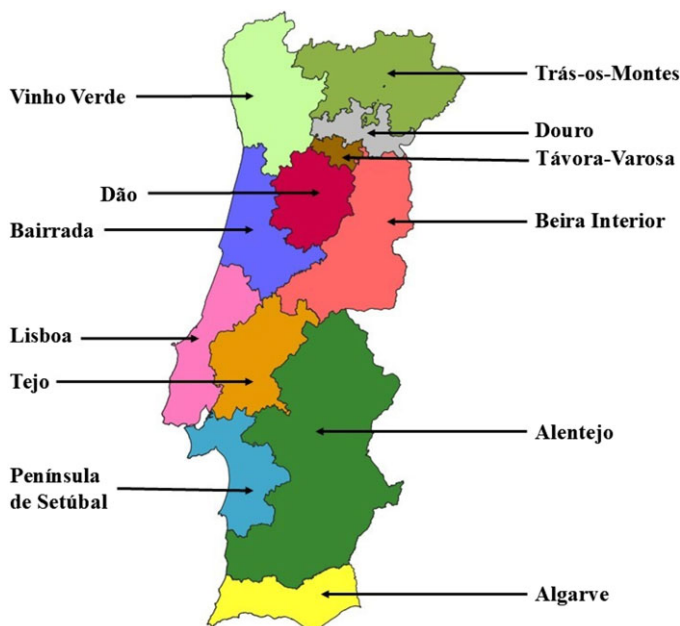 Vinho Verde
Trás-os-Montes
Douro
Távora-Varosa
Dão
Bairrada
Beira Interior
Lisboa
Tejo
Alentejo
Península
de Setúbal
Algarve